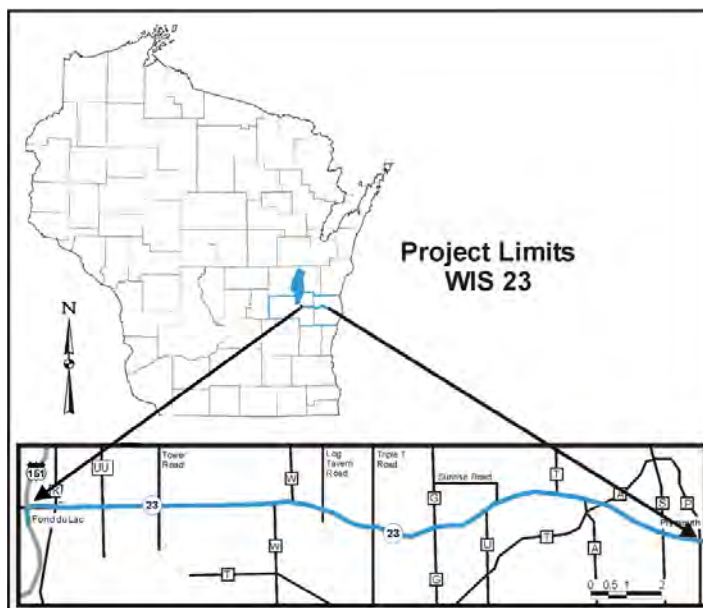 Project Limits
WIS 23
N
151
K
UU
Tower
Road
W
Log
Tavern
Road
Triple T
Road
G
Sunrise Road
T
A
S
P
Fond du Lac
23
23
Plymouth
W
U
T
A
T
G
0 0.5 1 2